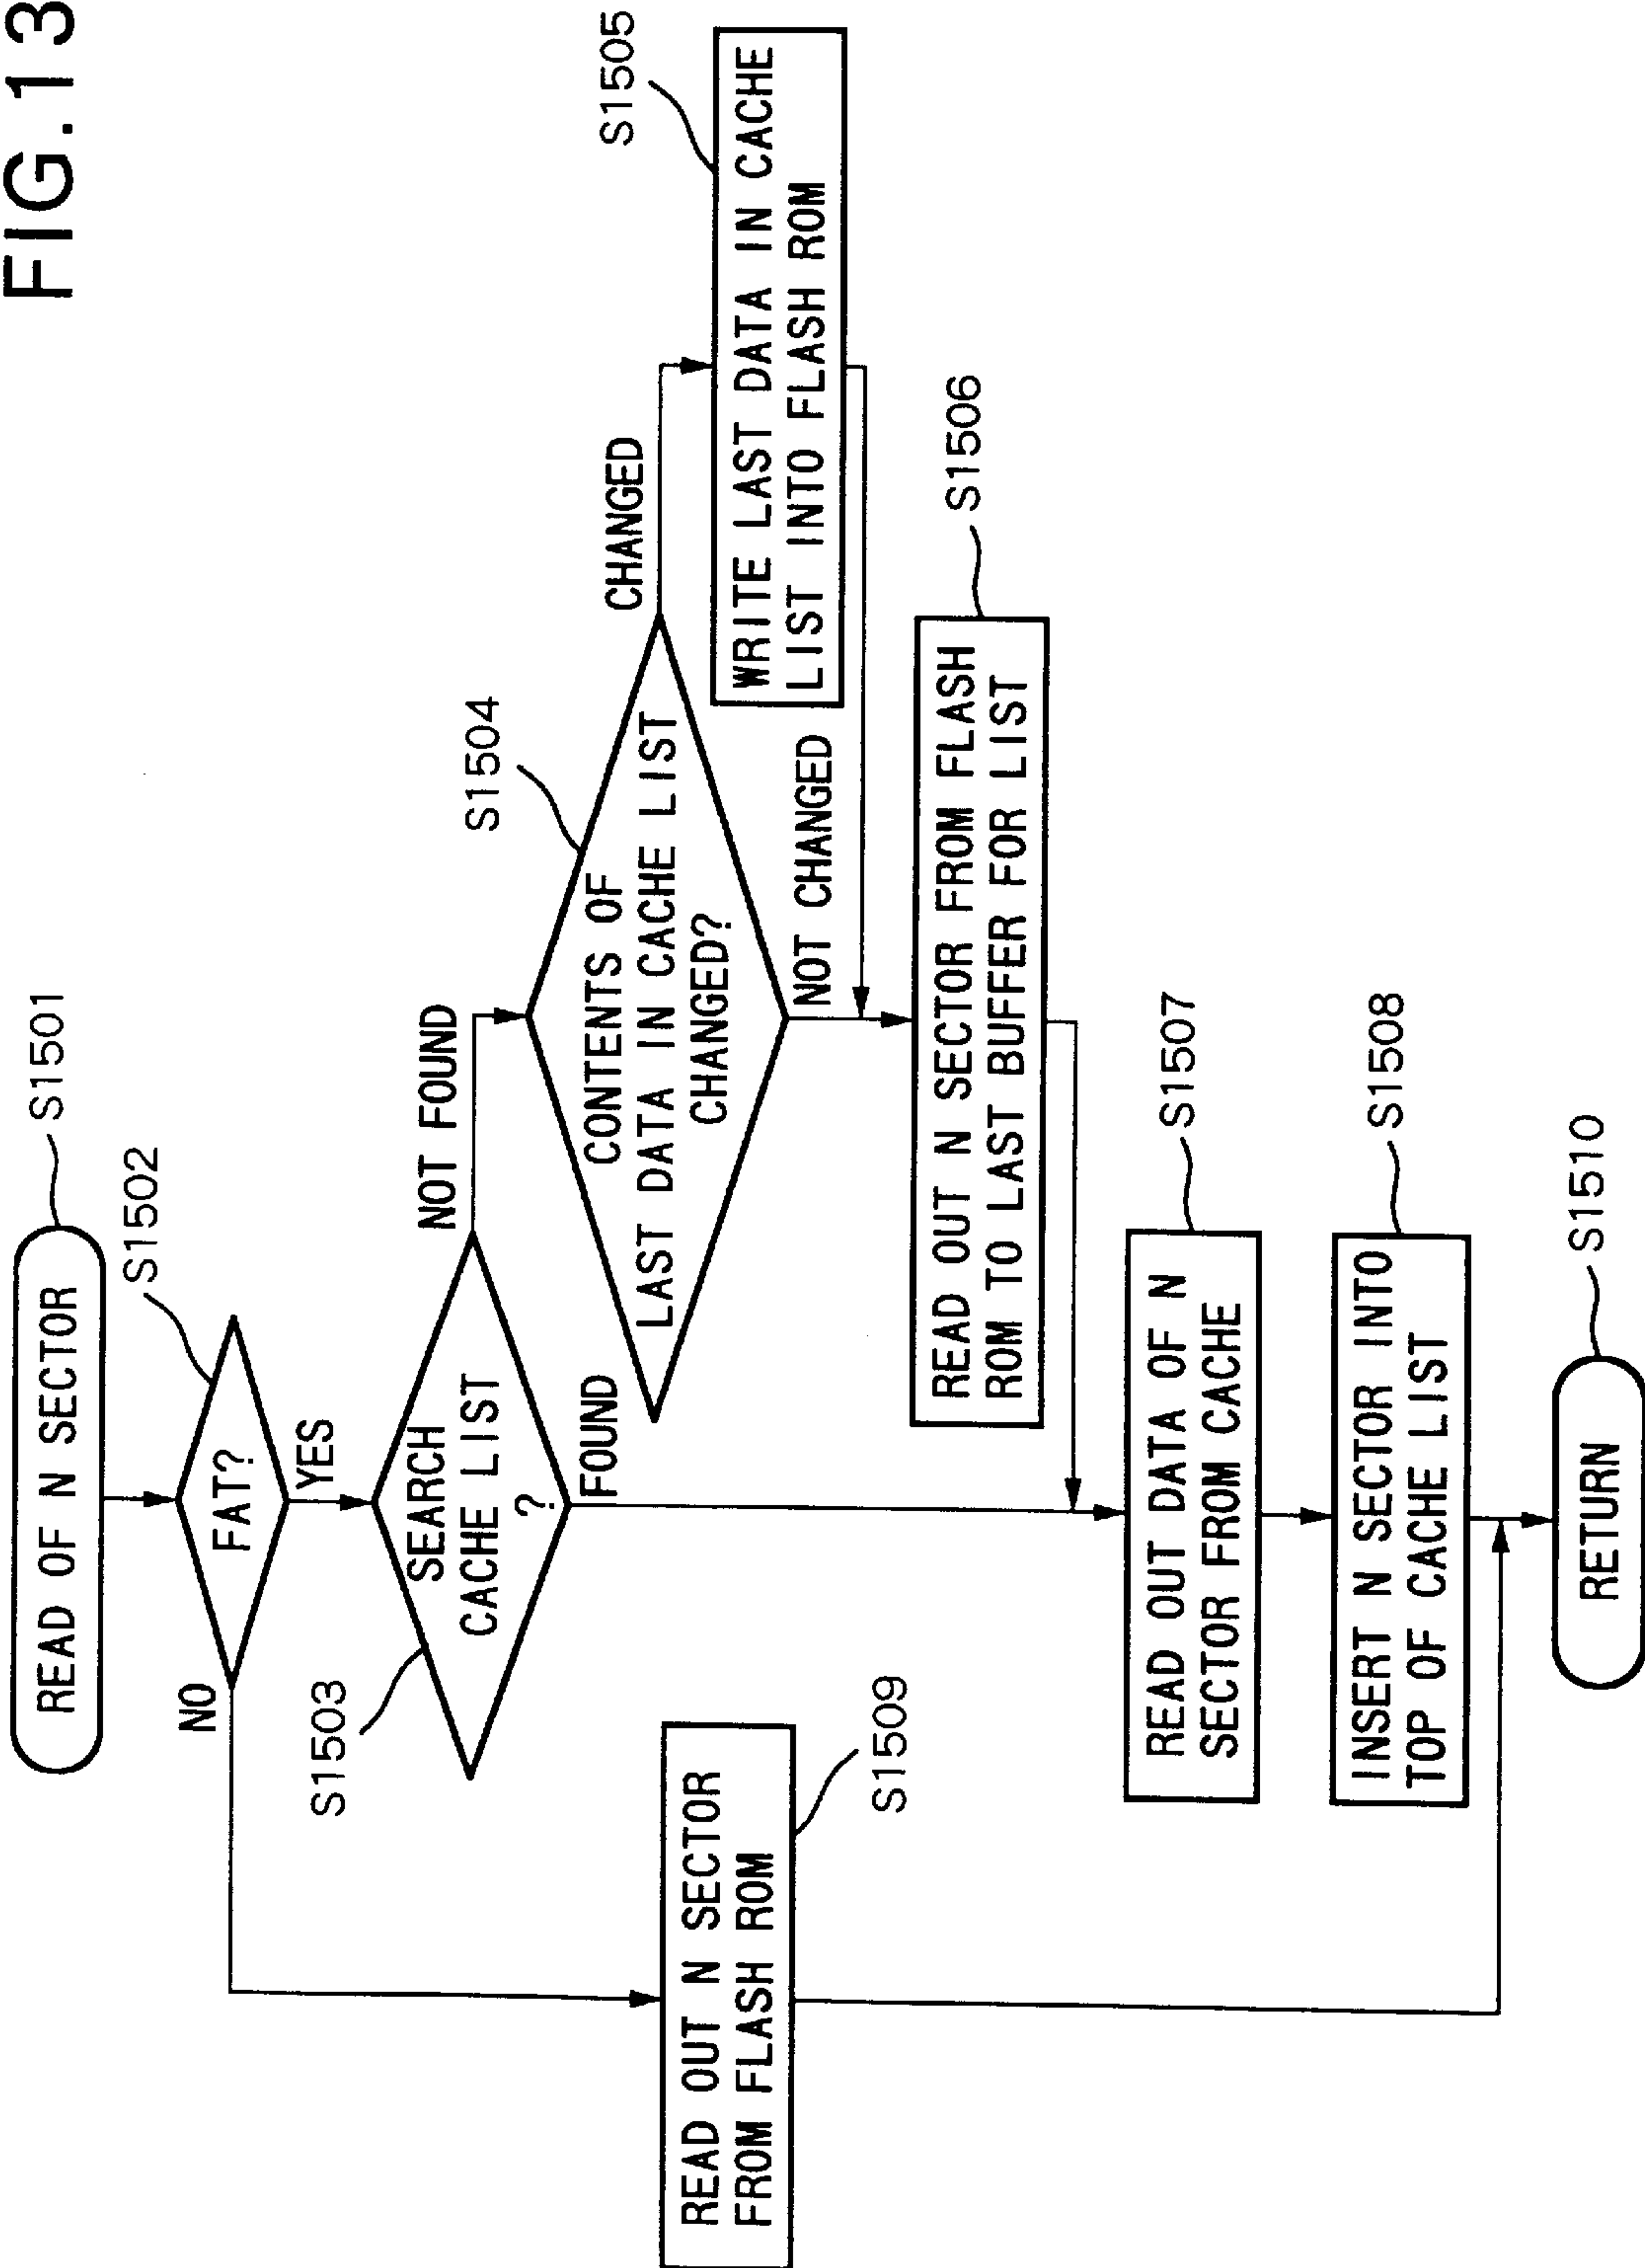 FIG.13
READ OF N SECTOR
S1501
S1502
FAT?
NO
YES
S1503
SEARCH
CACHE LIST
?
NOT FOUND
FOUND
S1504
CONTENTS OF
LAST DATA IN CACHE LIST
CHANGED?
CHANGED
NOT CHANGED
S1505
WRITE LAST DATA IN CACHE
LIST INTO FLASH ROM
S1506
READ OUT N SECTOR FROM FLASH
ROM TO LAST BUFFER FOR LIST
READ OUT N SECTOR
FROM FLASH ROM
S1509
READ OUT DATA OF N
SECTOR FROM CACHE
S1507
INSERT N SECTOR INTO
TOP OF CACHE LIST
S1508
RETURN
S1510